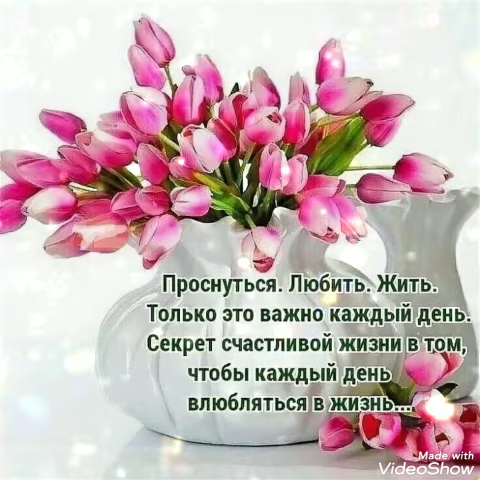 Проснуться. Любить. Жить.
Только это важно каждый день.
Секрет счастливой жизни в том,
чтобы каждый день
влюбляться в жизнь...
Made with
VideoShow